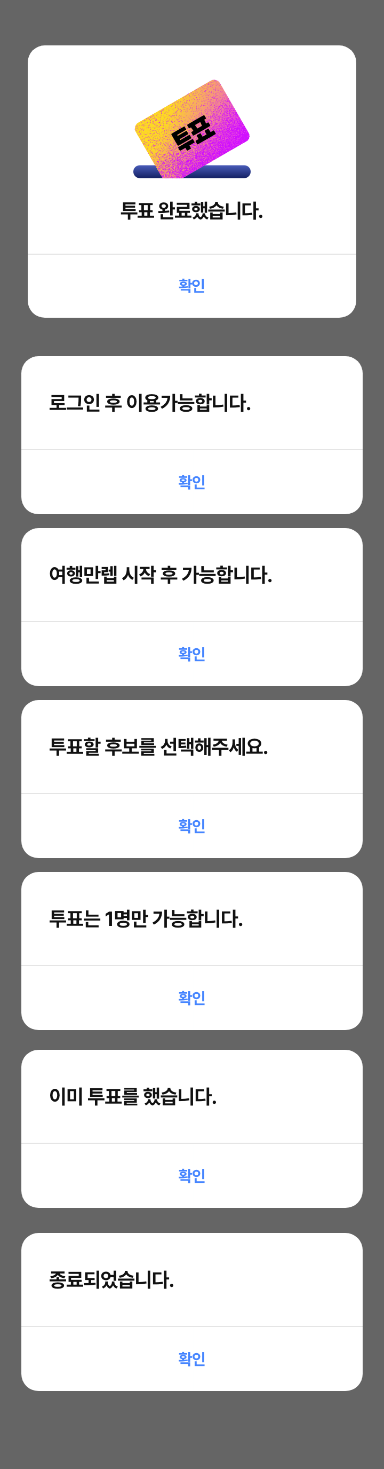 투표
투표 완료했습니다.
확인
로그인 후 이용가능합니다.
확인
여행만렙 시작 후 가능합니다.
확인
투표할 후보를 선택해주세요.
확인
투표는 1명만 가능합니다.
확인
이미 투표를 했습니다.
확인
종료되었습니다.
확인